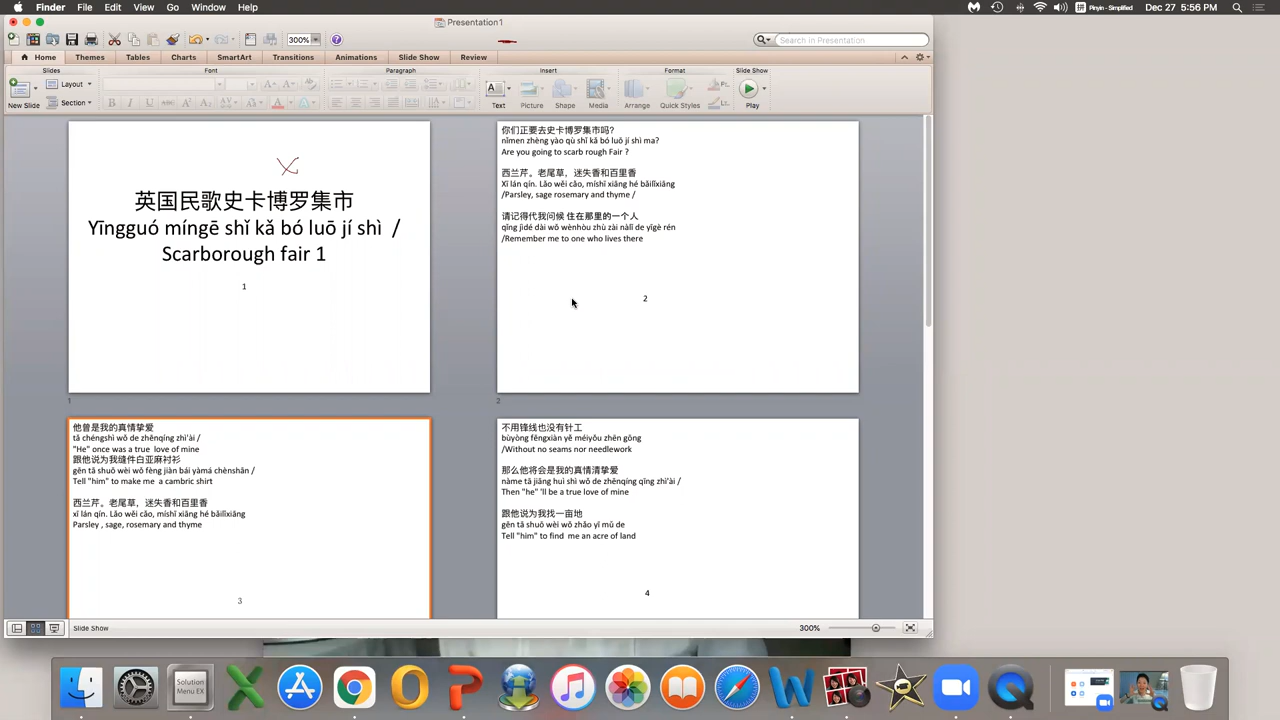 Finder File Edit View Go Window Help
Pinyin - Simplified Dec 27 5:56 PM
Presentation1
300%
Search in Presentation
Home Themes Tables Charts SmartArt Transitions Animations Slide Show Review
Slides Font Paragraph Insert Format Slide Show
New Slide Layout Section
Text Picture Shape Media Arrange Quick Styles Play
英国民歌史卡博罗集市
Yīngguó míngē shǐ kǎ bó luō jí shì /
Scarborough fair 1
1
1
你们正要去史卡博罗集市吗?
nǐmen zhèng yào qù shǐ kǎ bó luō jí shì ma?
Are you going to scarb rough Fair ?
西兰芹。老尾草，迷失香和百里香
Xī lán qín. Lǎo wěi cǎo, míshī xiāng hé bǎilǐxiāng
/Parsley, sage rosemary and thyme /
请记得代我问候 住在那里的一个人
qǐng jìdé dài wǒ wènhòu zhù zài nàlǐ de yīgè rén
/Remember me to one who lives there
2
2
他曾是我的真情挚爱
tā chéngshì wǒ de zhēnqíng zhì'ài /
"He" once was a true love of mine
跟他说为我缝件白亚麻衬衫
gēn tā shuō wèi wǒ fèng jiàn bái yàmá chènshān /
Tell "him" to make me a cambric shirt
西兰芹。老尾草，迷失香和百里香
xī lán qín. Lǎo wěi cǎo, míshī xiāng hé bǎilǐxiāng
Parsley , sage, rosemary and thyme
3
不用锋线也没有针工
bùyòng fēngxiàn yě méiyǒu zhēn gōng
/Without no seams nor needlework
那么他将会是我的真情清挚爱
nàme tā jiāng huì shì wǒ de zhēnqíng qīng zhì'ài /
Then "he" 'll be a true love of mine
跟他说为我找一亩地
gēn tā shuō wèi wǒ zhǎo yī mǔ de
Tell "him" to find me an acre of land
4
Slide Show
300%
Solution
Menu EX